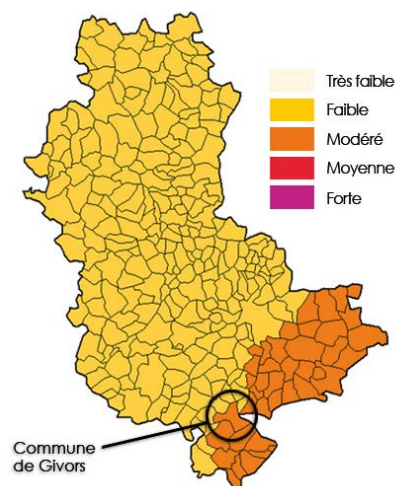 Très faible
Faible
Modéré
Moyenne
Forte
Commune
de Givors